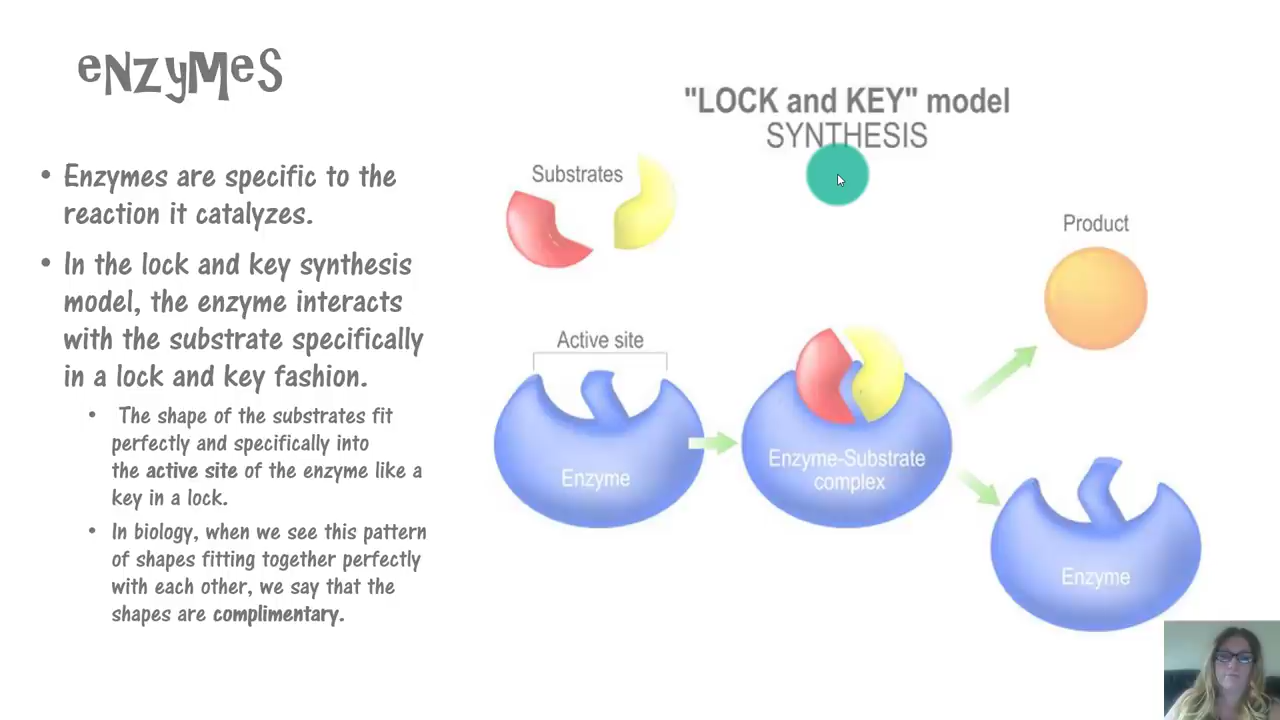 eNzyMeS
• Enzymes are specific to the
reaction it catalyzes.
• In the lock and key synthesis
model, the enzyme interacts
with the substrate specifically
in a lock and key fashion.
• The shape of the substrates fit
perfectly and specifically into
the active site of the enzyme like a
key in a lock.
• In biology, when we see this pattern
of shapes fitting together perfectly
with each other, we say that the
shapes are complimentary.
"LOCK and KEY" model
SYNTHESIS
Substrates
Product
Active site
Enzyme
Enzyme-Substrate
complex
Enzyme